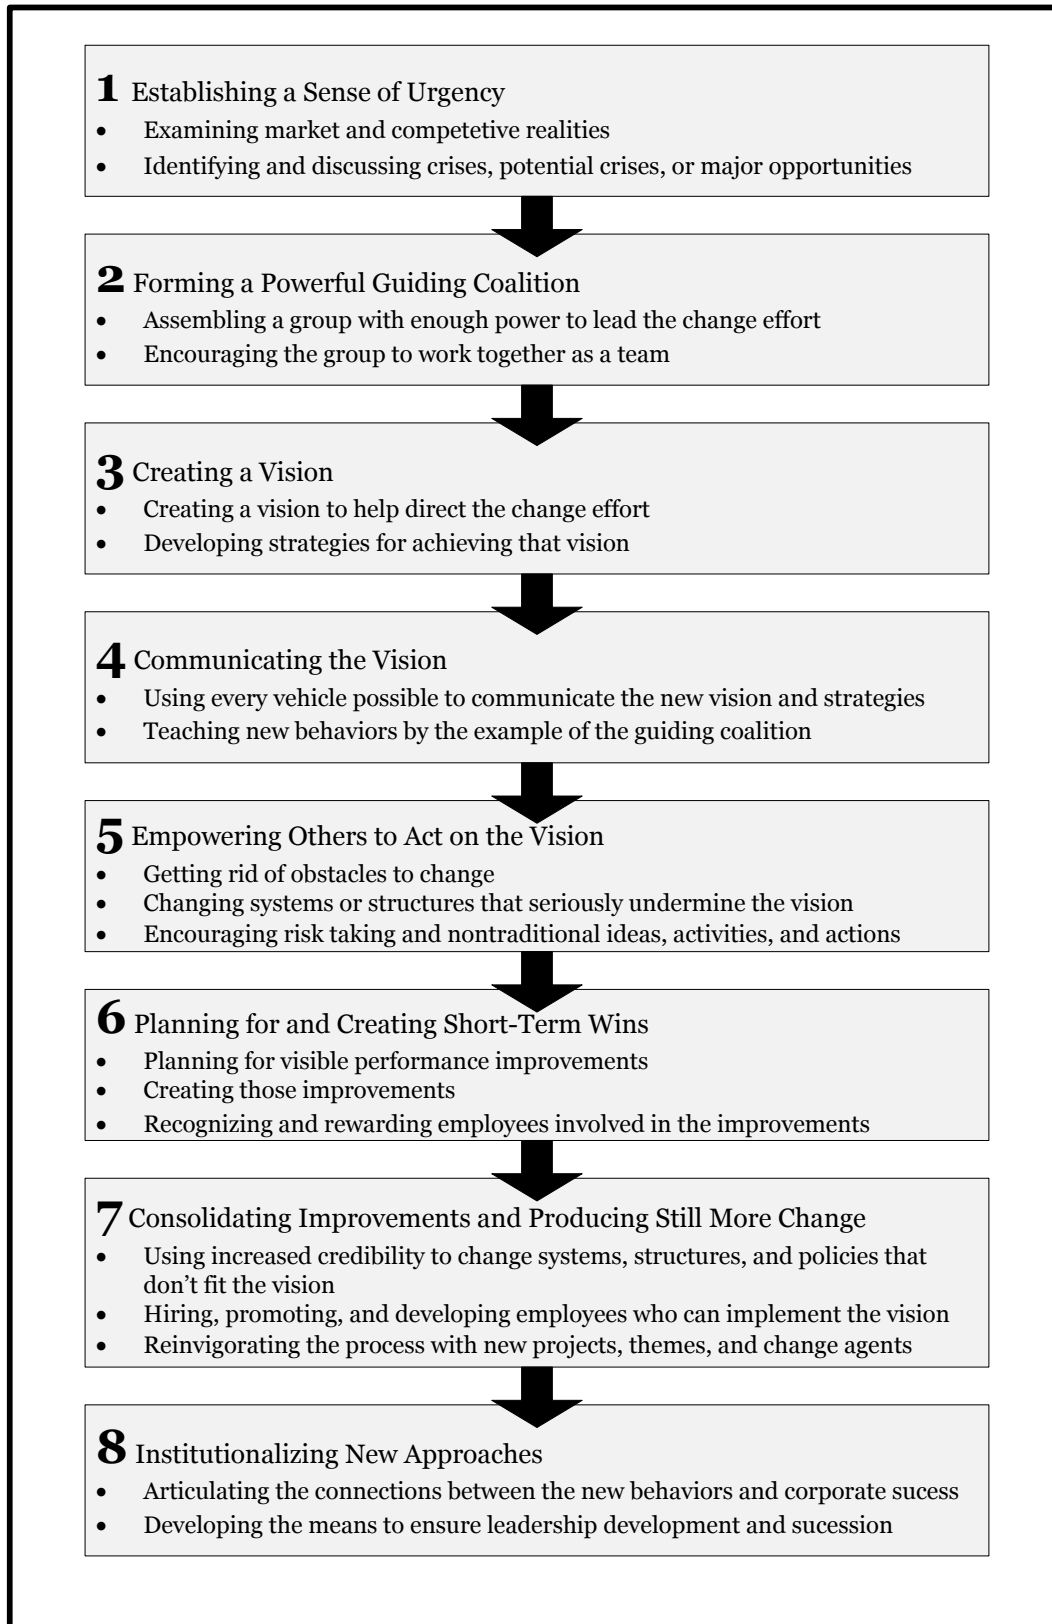 1 Establishing a Sense of Urgency
• Examining market and competetive realities
• Identifying and discussing crises, potential crises, or major opportunities
2 Forming a Powerful Guiding Coalition
• Assembling a group with enough power to lead the change effort
• Encouraging the group to work together as a team
3 Creating a Vision
• Creating a vision to help direct the change effort
• Developing strategies for achieving that vision
4 Communicating the Vision
• Using every vehicle possible to communicate the new vision and strategies
• Teaching new behaviors by the example of the guiding coalition
5 Empowering Others to Act on the Vision
• Getting rid of obstacles to change
• Changing systems or structures that seriously undermine the vision
• Encouraging risk taking and nontraditional ideas, activities, and actions
6 Planning for and Creating Short-Term Wins
• Planning for visible performance improvements
• Creating those improvements
• Recognizing and rewarding employees involved in the improvements
7 Consolidating Improvements and Producing Still More Change
• Using increased credibility to change systems, structures, and policies that
don’t fit the vision
• Hiring, promoting, and developing employees who can implement the vision
• Reinvigorating the process with new projects, themes, and change agents
8 Institutionalizing New Approaches
• Articulating the connections between the new behaviors and corporate sucess
• Developing the means to ensure leadership development and sucession